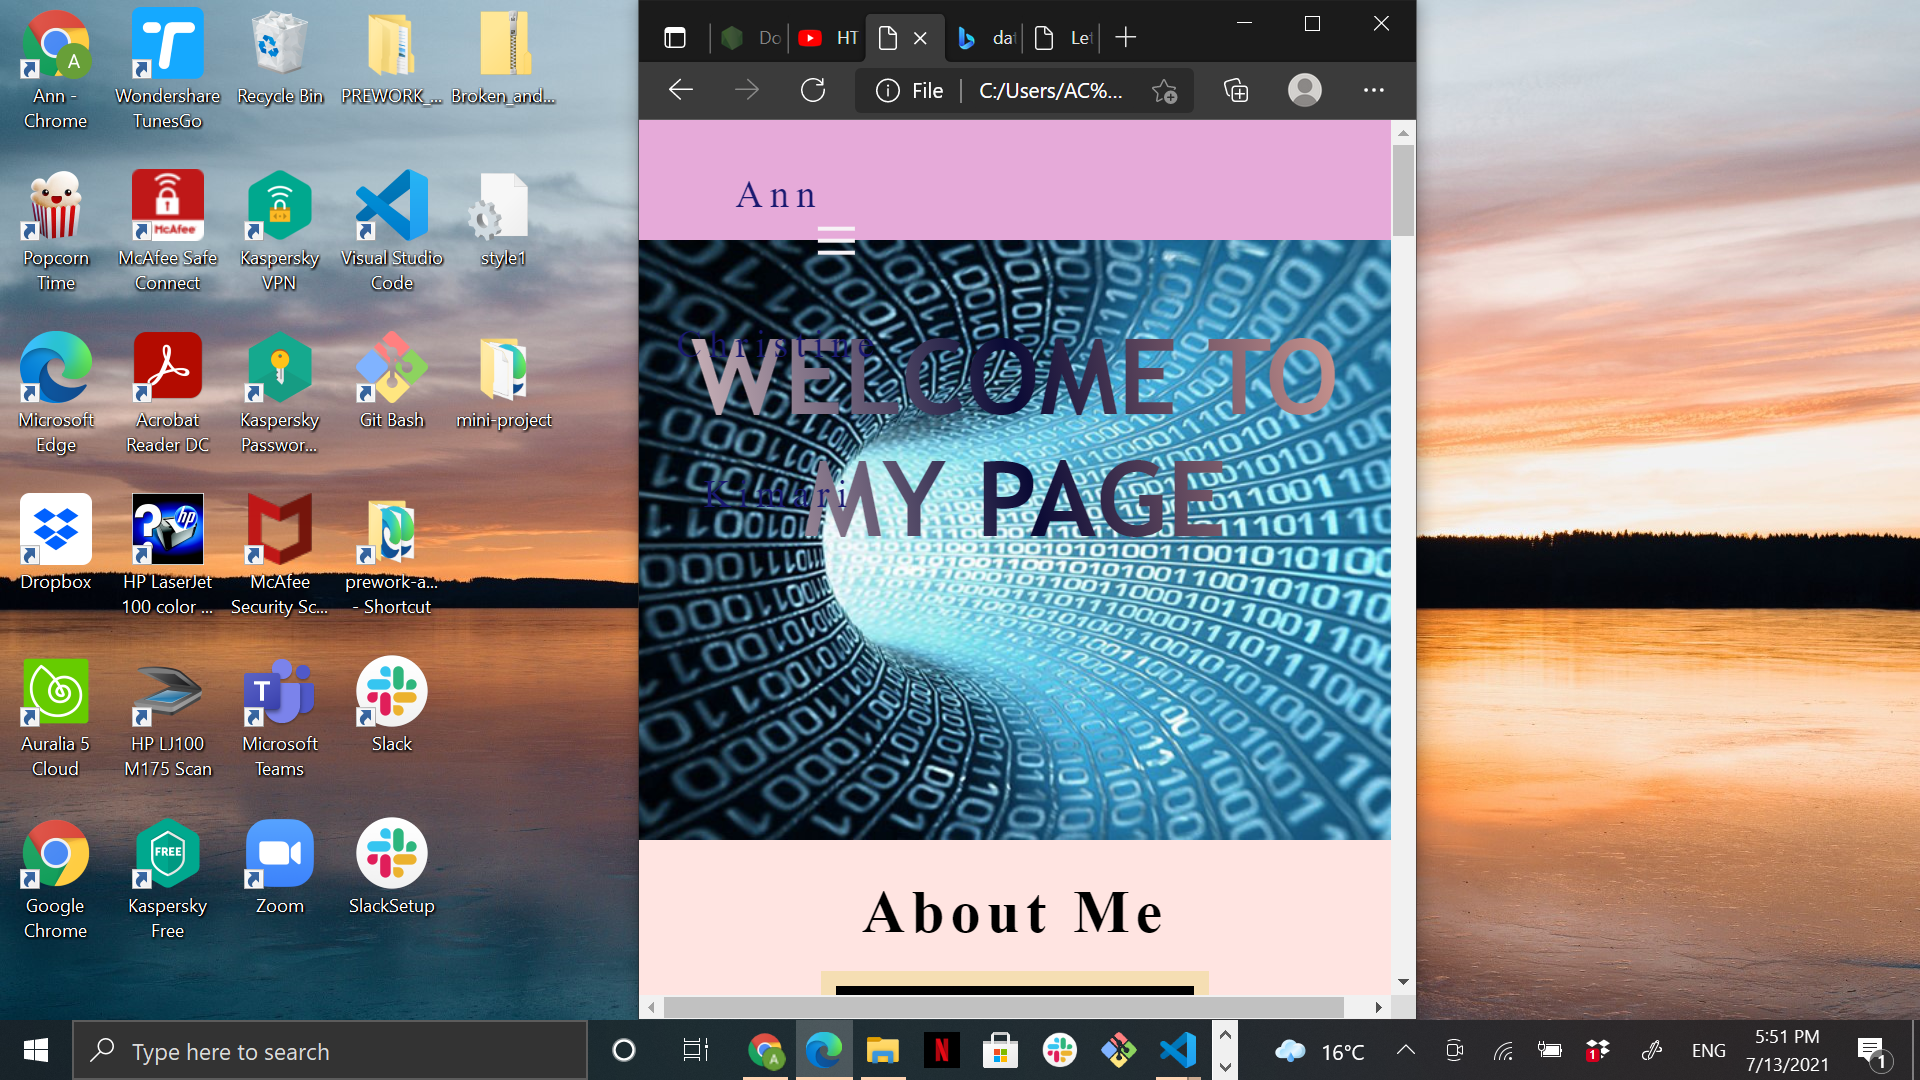 Ann -
Chrome
Wondershare
TunesGo
Recycle Bin
PREWORK_...
Broken_and...
Popcorn
Time
McAfee
McAfee Safe
Connect
Kaspersky
VPN
Visual Studio
Code
style1
Microsoft
Edge
Acrobat
Reader DC
Kaspersky
Passwor...
Git Bash
mini-project
Dropbox
HP LaserJet
100 color ...
McAfee
Security Sc...
prework-a...
- Shortcut
Auralia 5
Cloud
HP LJ100
M175 Scan
Microsoft
Teams
Slack
Google
Chrome
FREE
Kaspersky
Free
Zoom
SlackSetup
Do
HT
da
Let
File
C:/Users/AC%...
Ann
Christine
WELCOME TO
Kimari
MY PAGE
About Me
Type here to search
16°C
ENG
5:51 PM
7/13/2021
1